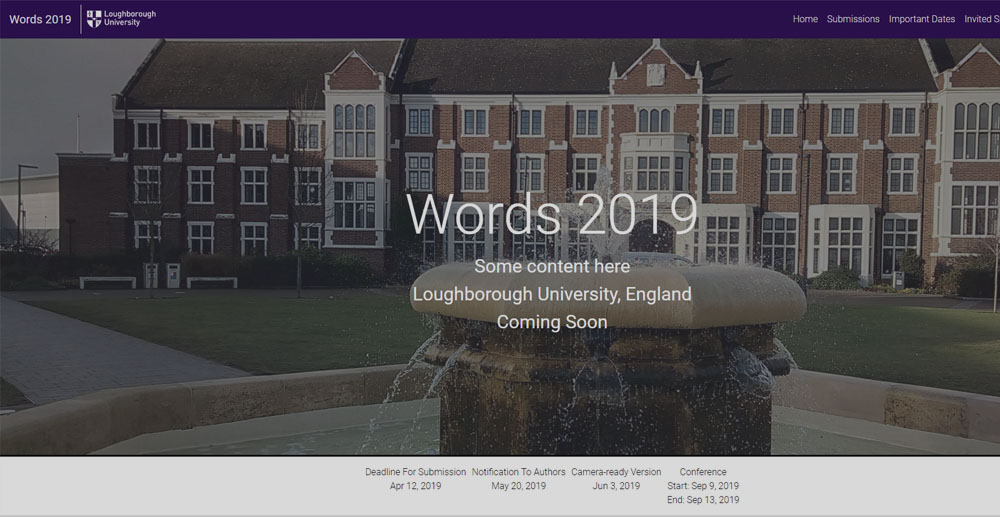 Words 2019
Loughborough
University
Home Submissions Important Dates Invited S
Words 2019
Some content here
Loughborough University, England
Coming Soon
Deadline For Submission Notification To Authors Camera-ready Version Conference
Apr 12, 2019 May 20, 2019 Jun 3, 2019 Start: Sep 9, 2019
End: Sep 13, 2019